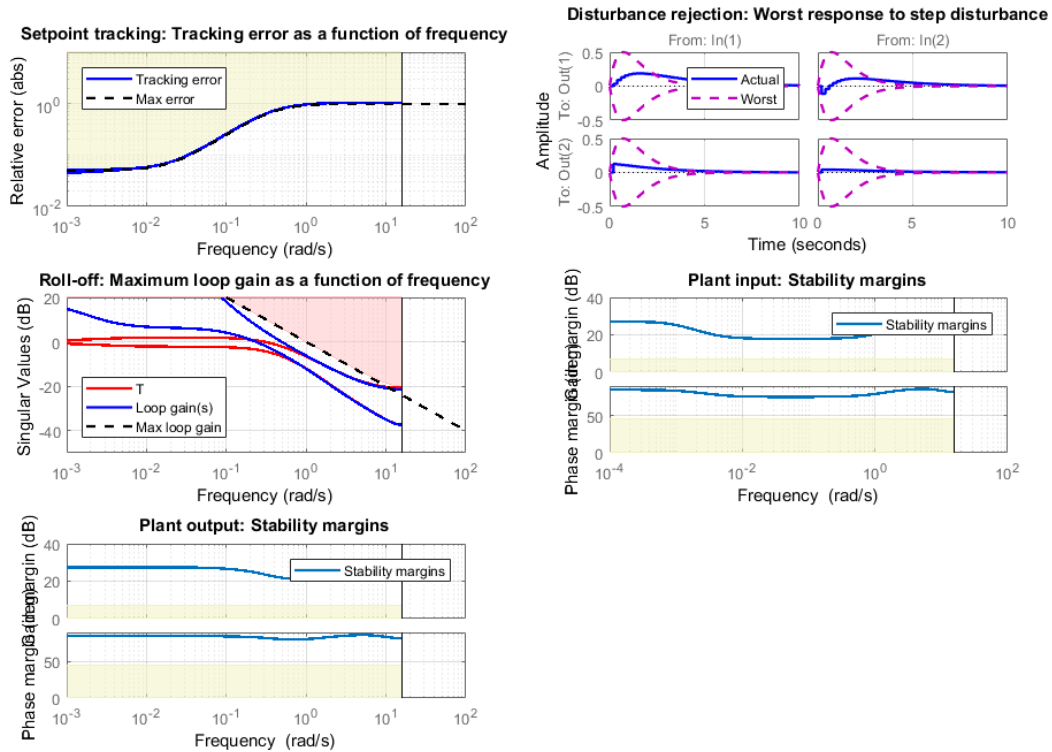 Setpoint tracking: Tracking error as a function of frequency
Relative error (abs)
10^0
10^-2
Tracking error
Max error
10^-3 10^-2 10^-1 10^0 10^1 10^2
Frequency (rad/s)
Disturbance rejection: Worst response to step disturbance
From: In(1) From: In(2)
Amplitude
To: Out(1)
0.5
0
-0.5
Actual
Worst
To: Out(2)
0.5
0
-0.5
0 5 10 0 5 10
Time (seconds)
Roll-off: Maximum loop gain as a function of frequency
Singular Values (dB)
20
0
-20
-40
T
Loop gain(s)
Max loop gain
10^-3 10^-2 10^-1 10^0 10^1 10^2
Frequency (rad/s)
Plant input: Stability margins
40
20
0
Stability margins
Phase margin (deg)
50
0
10^-4 10^-2 10^0 10^2
Frequency (rad/s)
Plant output: Stability margins
40
20
0
Stability margins
Phase margin (deg)
50
0
10^-3 10^-2 10^-1 10^0 10^1 10^2
Frequency (rad/s)